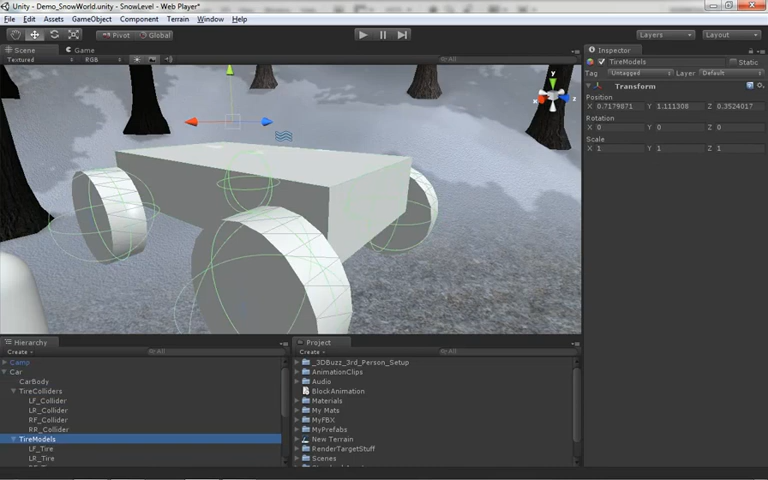 Unity - Demo_SnowWorld.unity - SnowLevel - Web Player*
File Edit Assets GameObject Component Terrain Window Help
Pivot Global Layers Layout
Scene Game
Textured RGB All
y
x z
Inspector
TireModels Static
Tag Untagged Layer Default
Transform
Position
X 0.7179871 Y 1.111308 Z 0.3524017
Rotation
X 0 Y 0 Z 0
Scale
X 1 Y 1 Z 1
Hierarchy
Create All
Camp
Car
CarBody
TireColliders
LF_Collider
LR_Collider
RF_Collider
RR_Collider
TireModels
LF_Tire
LR_Tire
Project
Create All
_3DBuzz_3rd_Person_Setup
AnimationClips
Audio
BlockAnimation
Materials
My Mats
MyFBX
MyPrefabs
New Terrain
RenderTargetStuff
Scenes